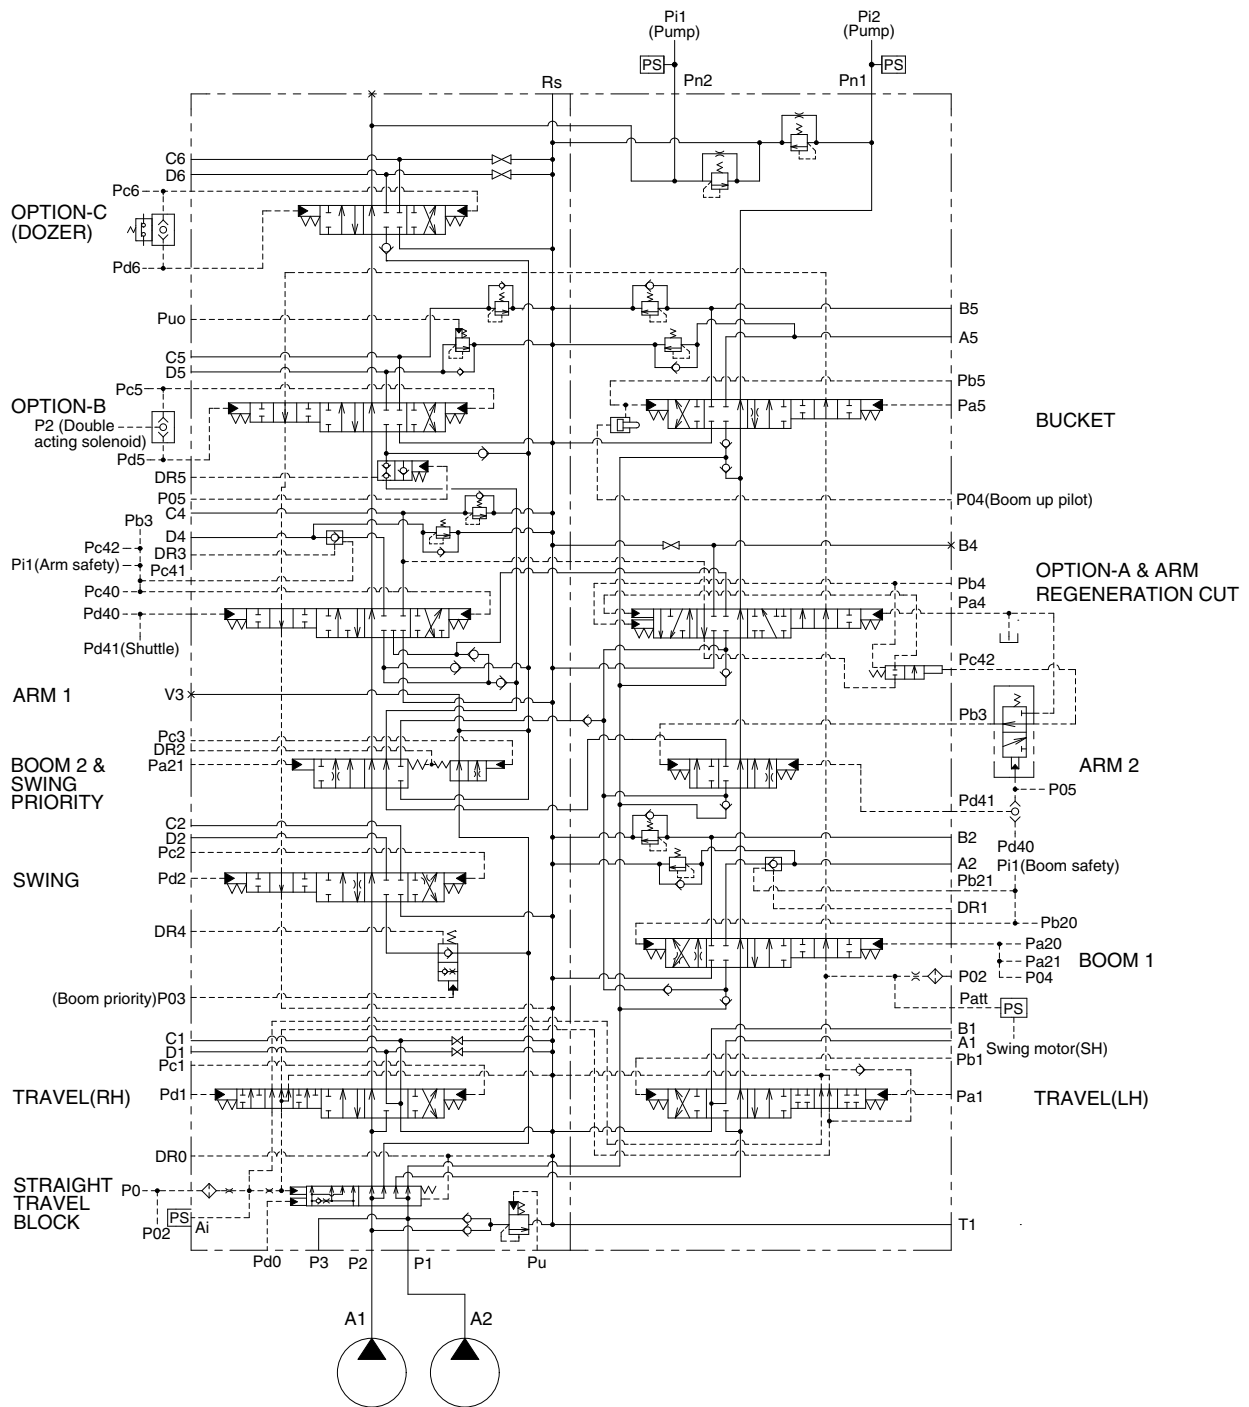 Pi1
(Pump)
Pi2
(Pump)
PS
PS
Rs
Pn2
Pn1
C6
D6
Pc6
OPTION-C
(DOZER)
Pd6
Puo
C5
D5
Pc5
OPTION-B
P2 (Double
acting solenoid)
Pd5
DR5
P05
C4
Pb3
D4
Pc42
DR3
Pi1(Arm safety)
Pc41
Pc40
Pd40
Pd41(Shuttle)
ARM 1
V3
Pc3
DR2
BOOM 2 &
SWING
PRIORITY
Pa21
C2
D2
Pc2
SWING
Pd2
DR4
(Boom priority)P03
C1
D1
Pc1
TRAVEL(RH)
Pd1
DR0
STRAIGHT
TRAVEL
BLOCK
P0
PS
P02
Ai
Pd0
P3
P2
P1
Pu
A1
A2
B5
A5
Pb5
Pa5
BUCKET
P04(Boom up pilot)
B4
OPTION-A & ARM
REGENERATION CUT
Pb4
Pa4
Pc42
Pb3
ARM 2
P05
Pd41
B2
Pd40
A2
Pi1(Boom safety)
Pb21
DR1
Pb20
Pa20
Pa21
P04
BOOM 1
P02
Patt
PS
B1
A1
Swing motor(SH)
Pb1
Pa1
TRAVEL(LH)
T1